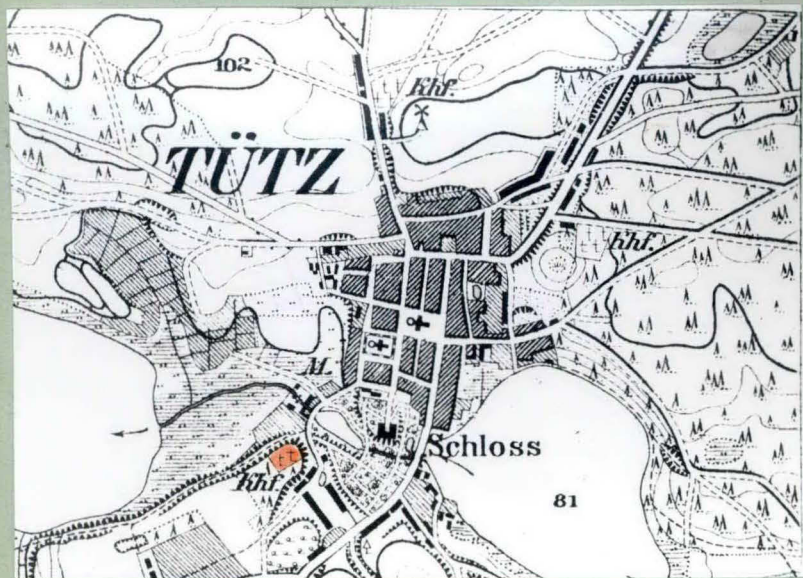 102
Khf.
TÜTZ
Khf.
M.
Schloss
Khf.
81